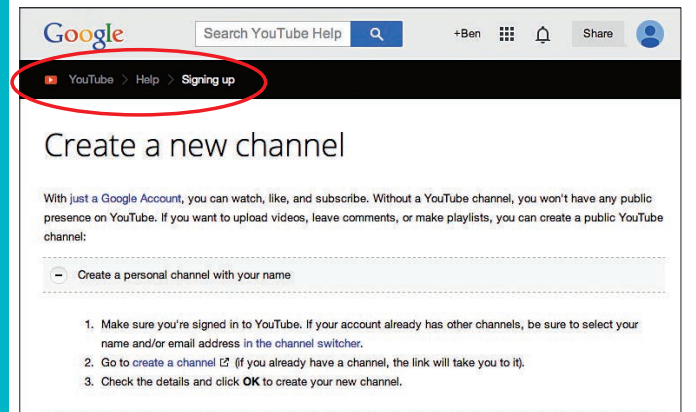 Google Search YouTube Help +Ben Share
YouTube > Help > Signing up
Create a new channel
With just a Google Account, you can watch, like, and subscribe. Without a YouTube channel, you won't have any public
presence on YouTube. If you want to upload videos, leave comments, or make playlists, you can create a public YouTube
channel:
Create a personal channel with your name
1. Make sure you're signed in to YouTube. If your account already has other channels, be sure to select your
name and/or email address in the channel switcher.
2. Go to create a channel (if you already have a channel, the link will take you to it).
3. Check the details and click OK to create your new channel.